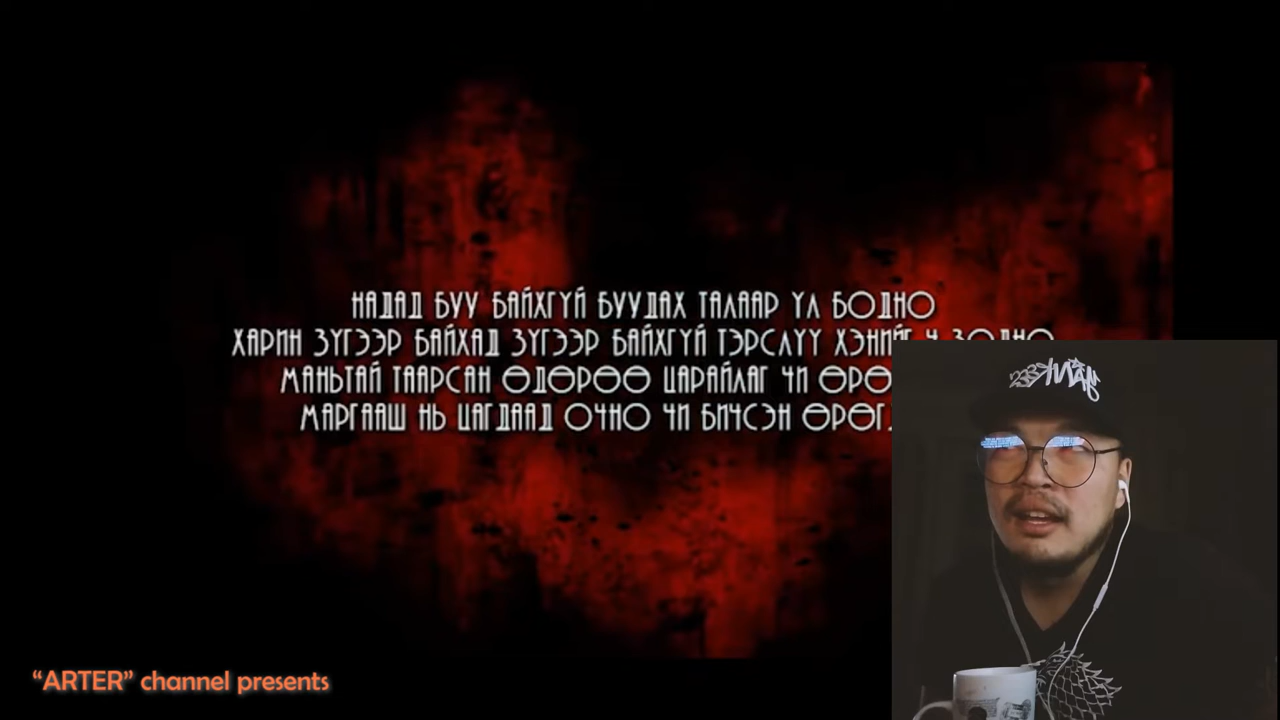 НАДАД БУУ БАЙХГҮЙ БУУДАХ ТАЛААР ҮЛ БОДНО
ХАРИН ЗҮГЭЭР БАЙХАД ЗҮГЭЭР БАЙХГҮЙ ТЭРСЛҮҮ ХЭНИЙГ Ч ЗОДНО
МАНЬТАЙ ТААРСАН ӨДӨРӨӨ ЦАРАЙЛАГ ЧИ
МАРГААШ НЬ ЦАГДААД ОЧНО ЧИ БИЧСЭН
“ARTER” channel presents